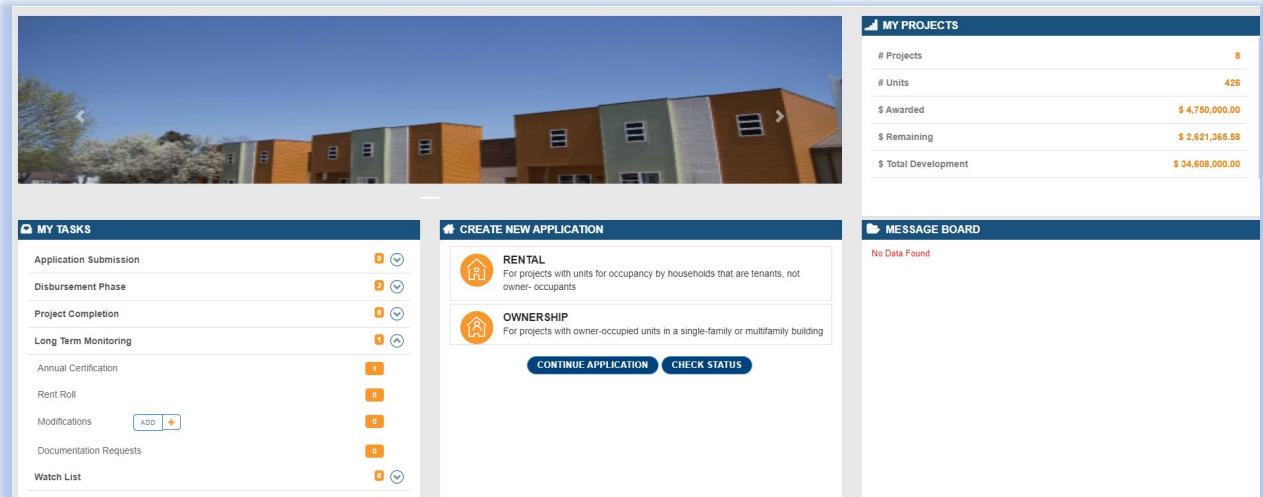 MY PROJECTS
# Projects 8
# Units 426
$ Awarded $ 4,750,000.00
$ Remaining $ 2,621,365.58
$ Total Development $ 34,608,000.00
MY TASKS
Application Submission
Disbursement Phase 2
Project Completion
Long Term Monitoring 1
Annual Certification 1
Rent Roll 0
Modifications ADD + 0
Documentation Requests 0
Watch List
CREATE NEW APPLICATION
RENTAL
For projects with units for occupancy by households that are tenants, not
owner- occupants
OWNERSHIP
For projects with owner-occupied units in a single-family or multifamily building
CONTINUE APPLICATION CHECK STATUS
MESSAGE BOARD
No Data Found